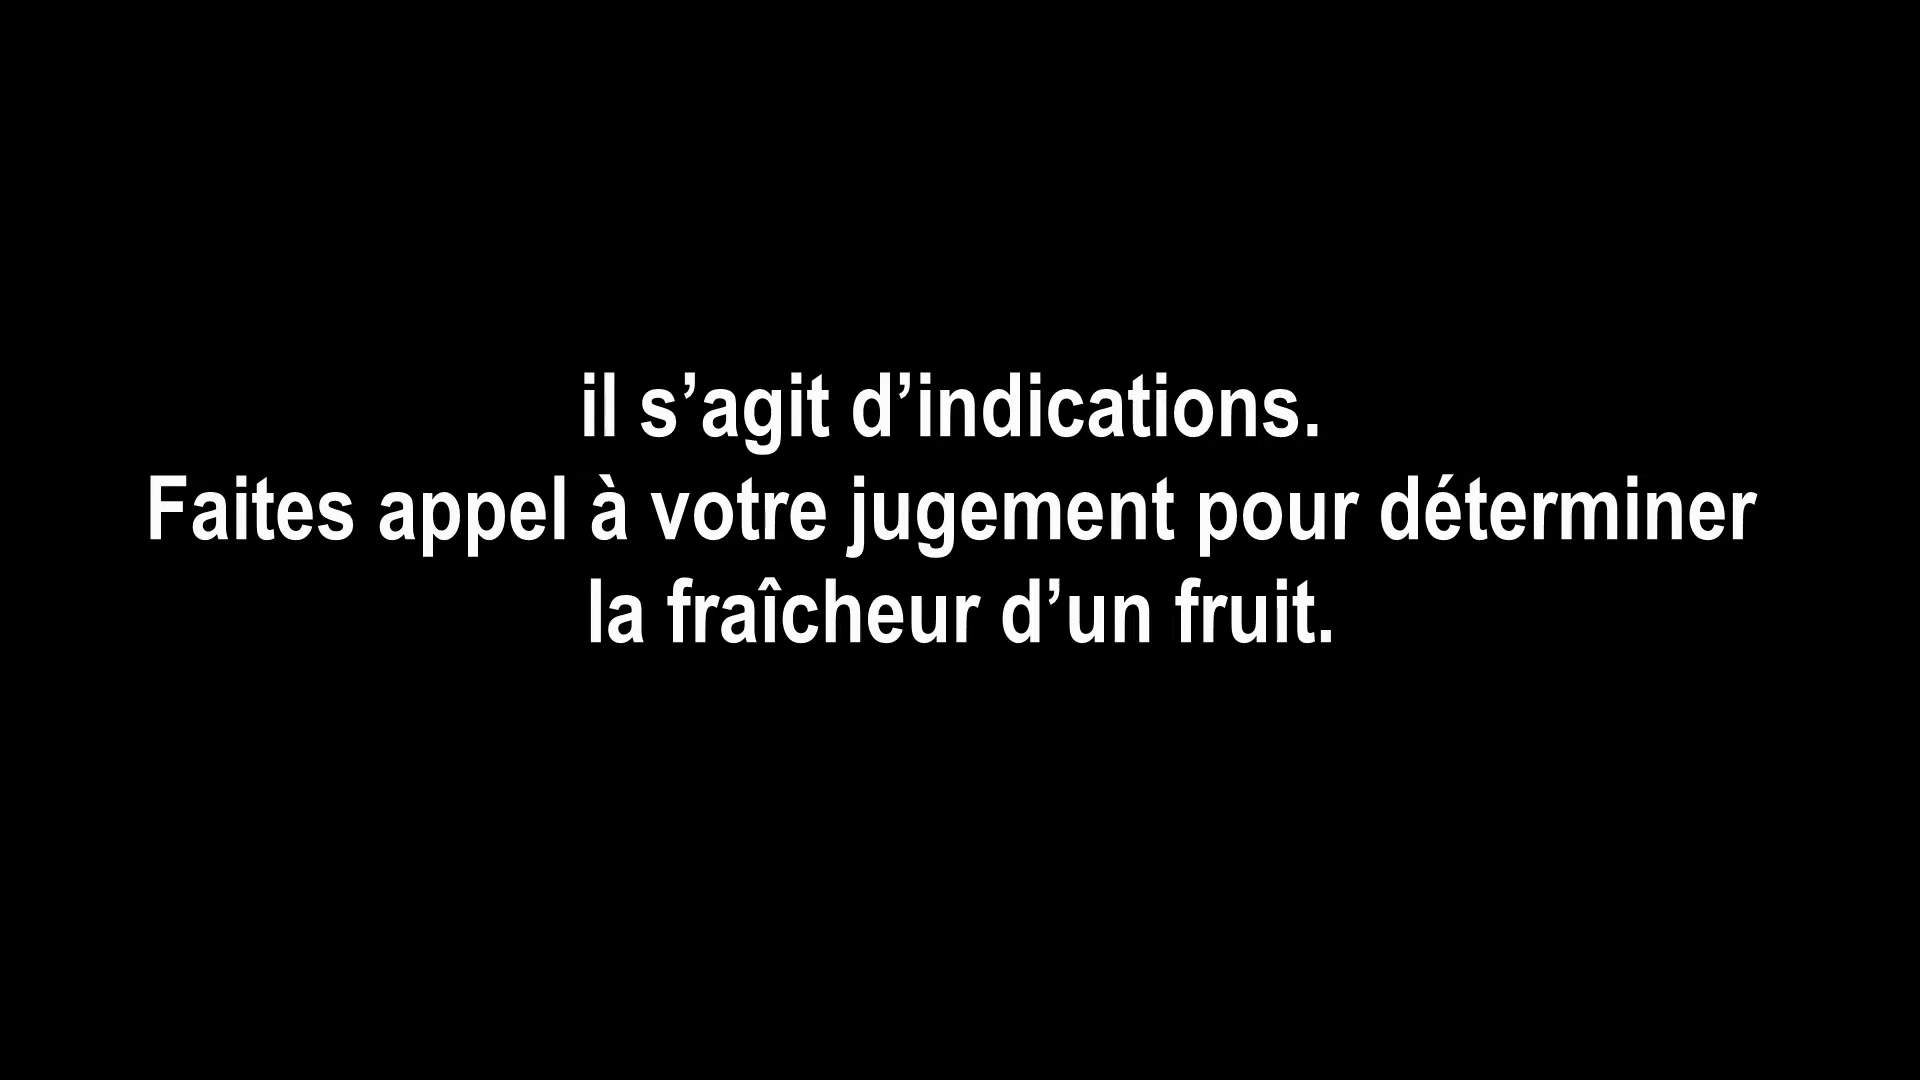 il s’agit d’indications.
Faites appel à votre jugement pour déterminer
la fraîcheur d’un fruit.